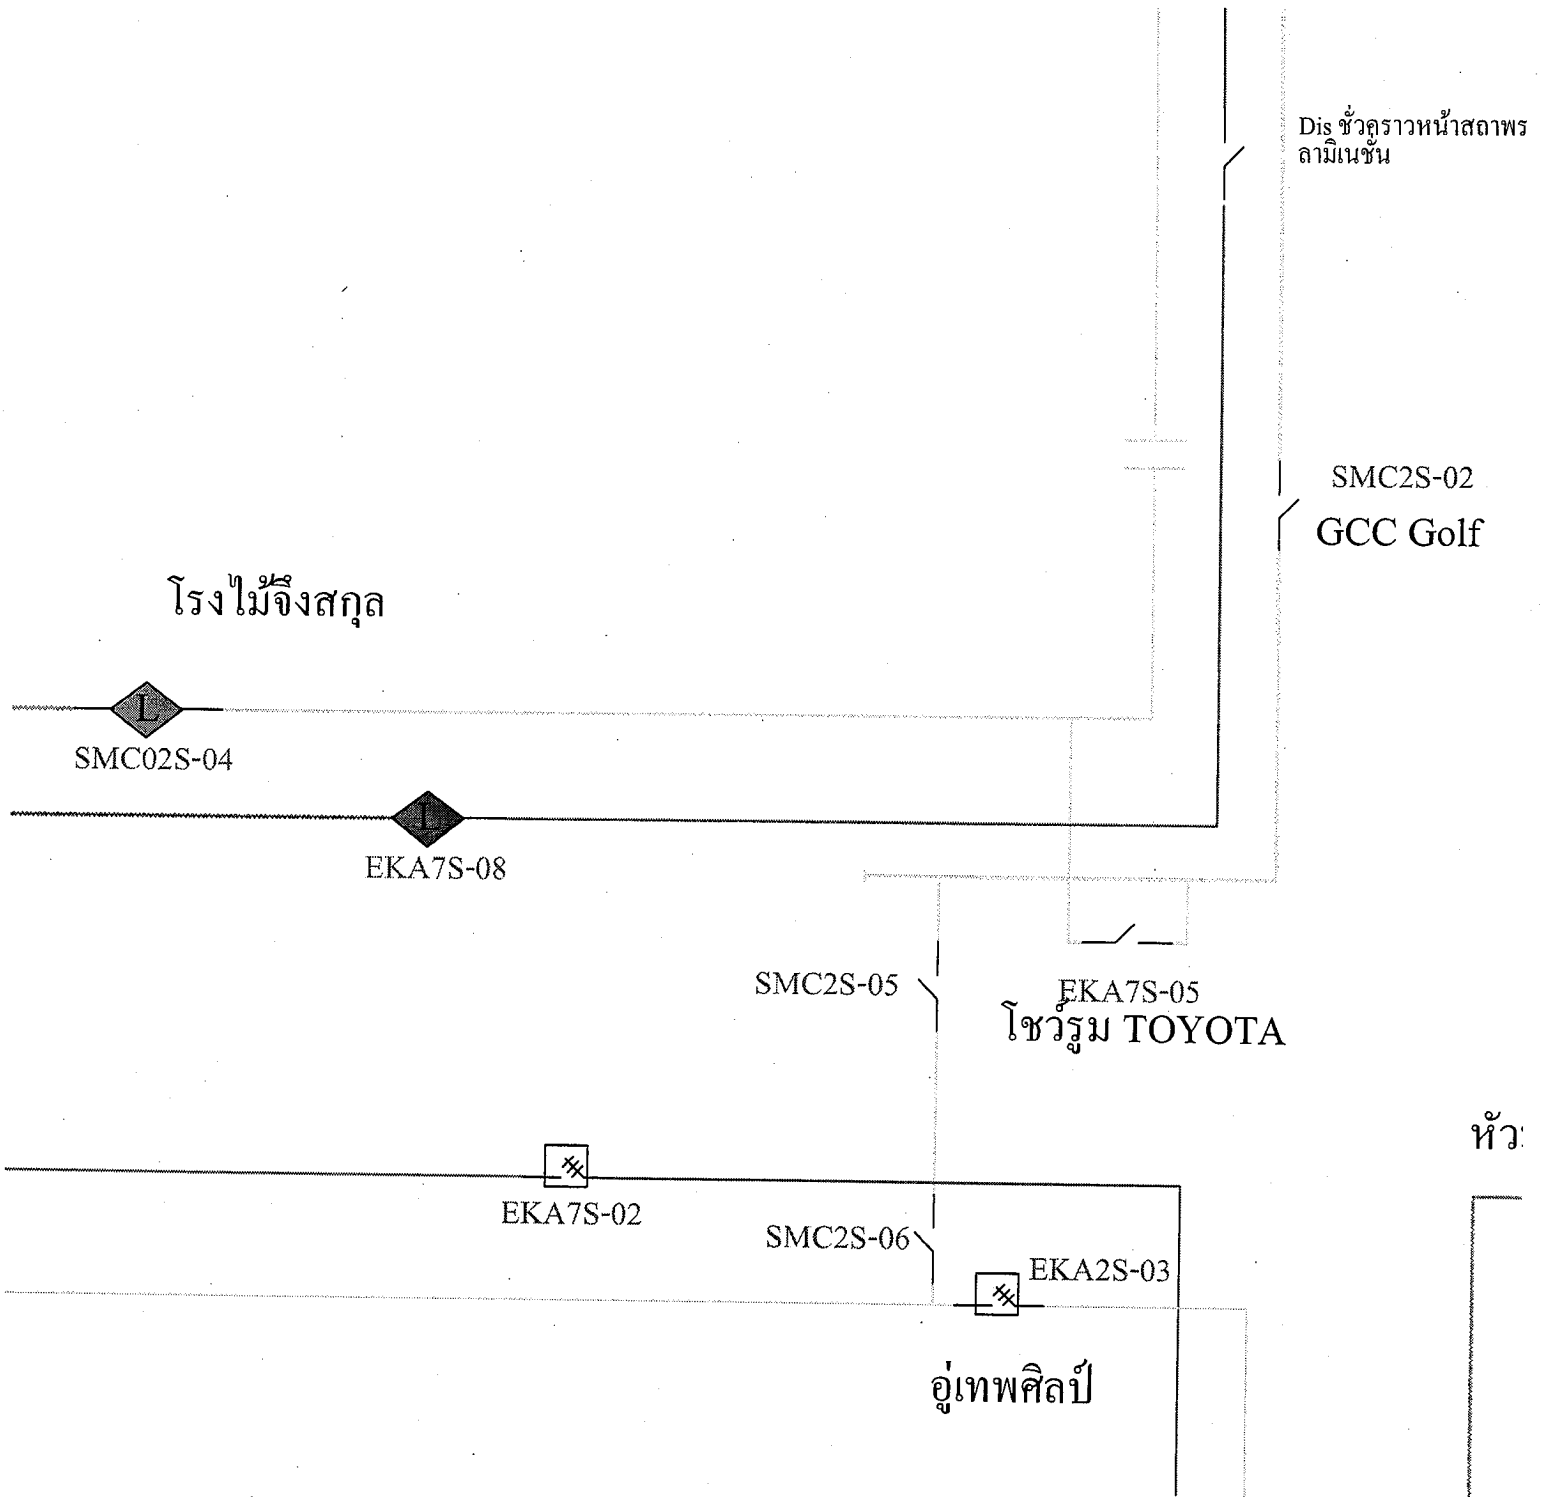 Dis ชั่วคราวหน้าสถาพร
ลามิเนชั่น
SMC2S-02
GCC Golf
โรงไม้จึงสกุล
L
SMC02S-04
L
EKA7S-08
SMC2S-05
EKA7S-05
โชว์รูม TOYOTA
EKA7S-02
SMC2S-06
EKA2S-03
อู่เทพศิลป์